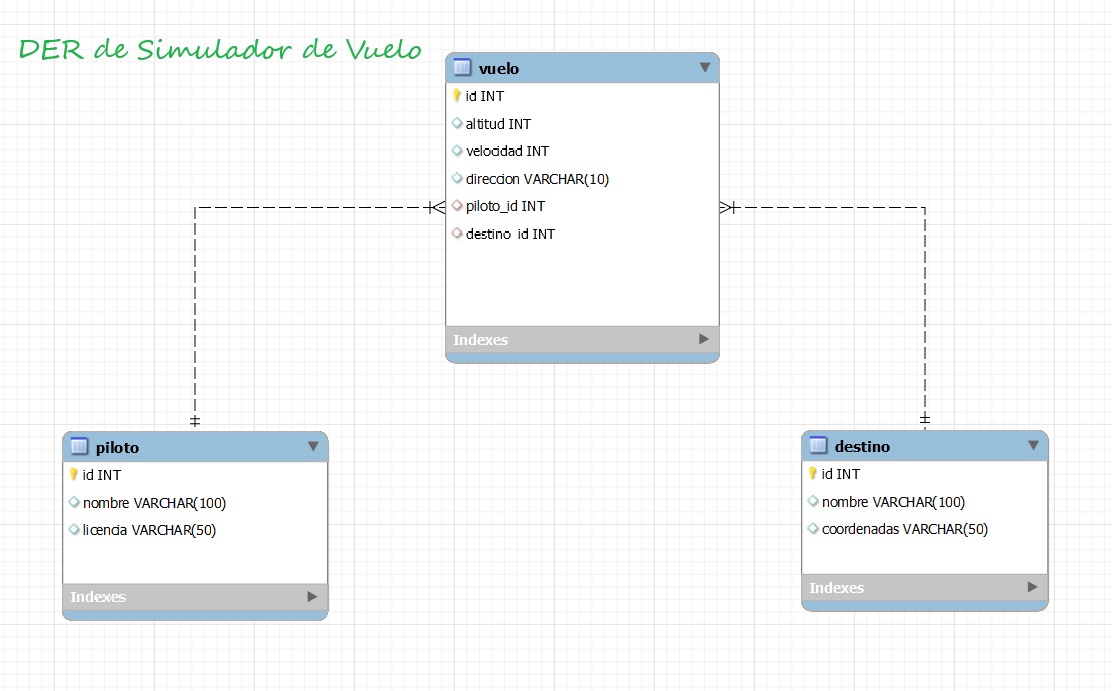 DER de Simulador de Vuelo
vuelo
id INT
altitud INT
velocidad INT
direccion VARCHAR(10)
piloto_id INT
destino_id INT
Indexes
piloto
id INT
nombre VARCHAR(100)
licencia VARCHAR(50)
Indexes
destino
id INT
nombre VARCHAR(100)
coordenadas VARCHAR(50)
Indexes